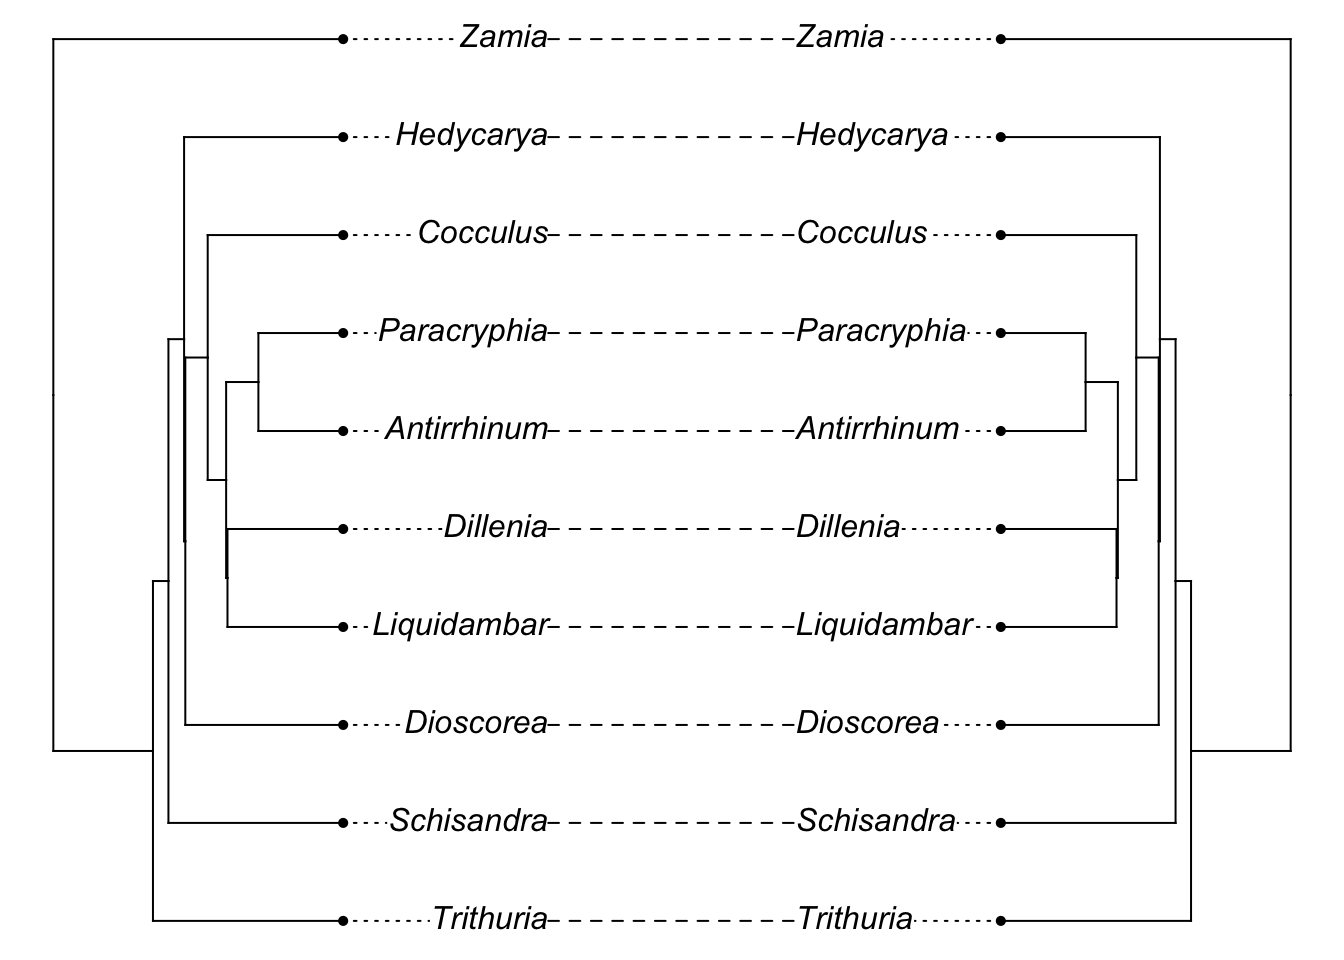 Zamia Zamia
Hedycarya Hedycarya
Cocculus Cocculus
Paracryphia Paracryphia
Antirrhinum Antirrhinum
Dillenia Dillenia
Liquidambar Liquidambar
Dioscorea Dioscorea
Schisandra Schisandra
Trithuria Trithuria